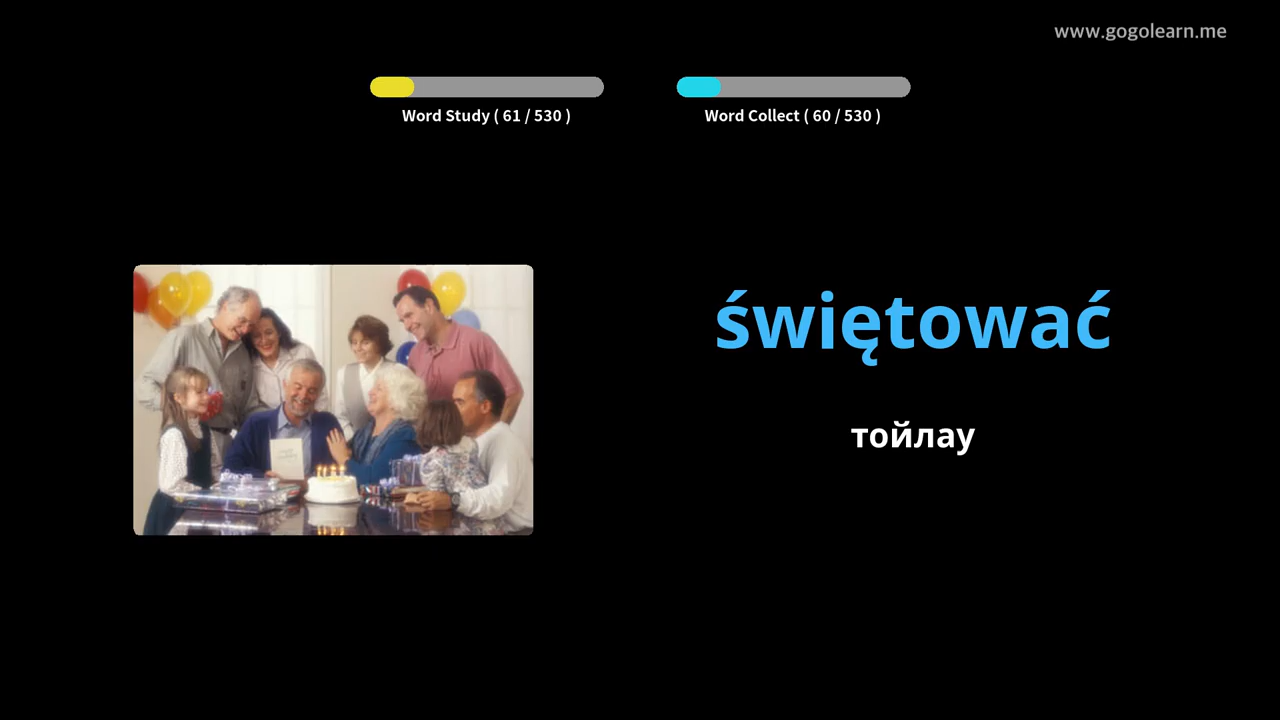 www.gogolearn.me
Word Study ( 61 / 530 )
Word Collect ( 60 / 530 )
świętować
тойлау